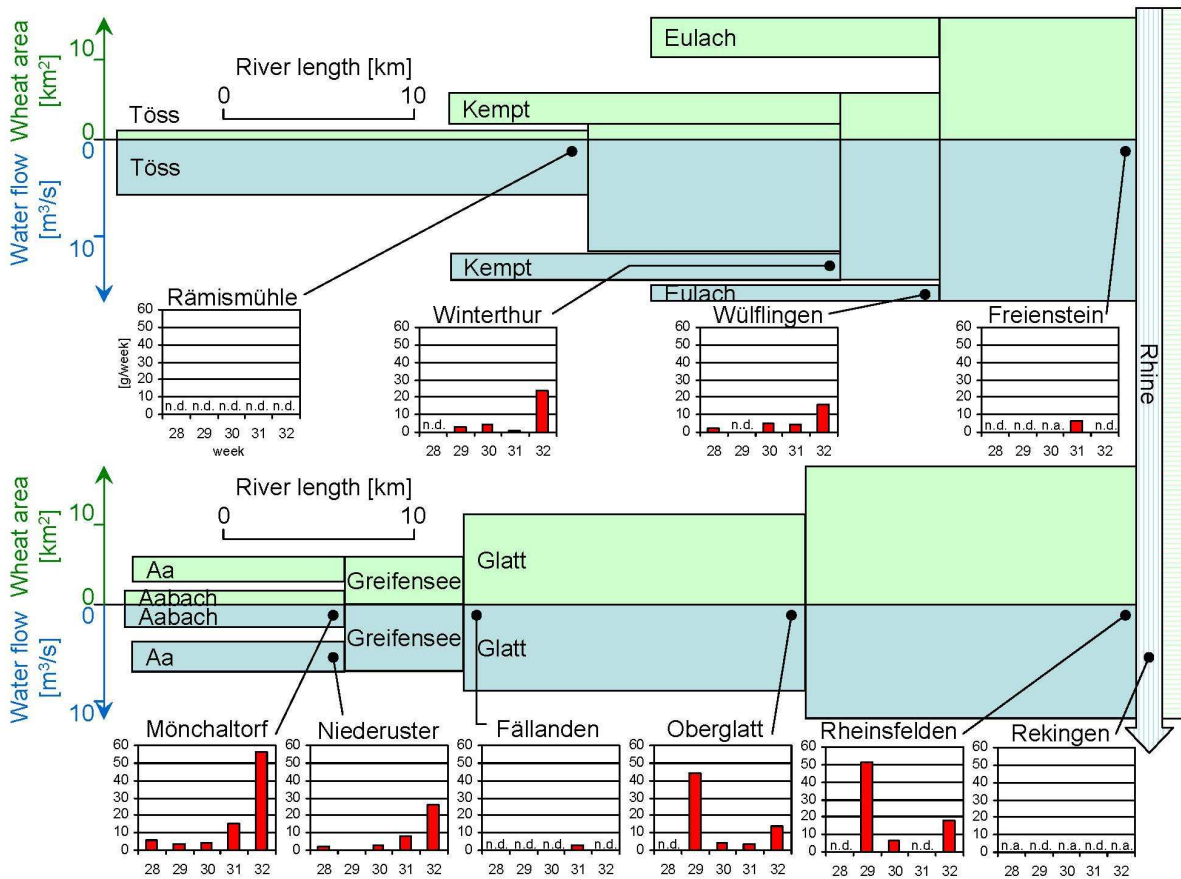 Wheat area
[km²]
10
0
0
10
Water flow
[m³/s]
River length [km]
0 10
Töss
Töss
Eulach
Kempt
Kempt
Eulach
Rhine
Rämismühle
60
50
40
30
20
10
0
[g/week]
n.d. n.d. n.d. n.d. n.d.
28 29 30 31 32
week
Winterthur
60
50
40
30
20
10
0
n.d.
28 29 30 31 32
Wülflingen
60
50
40
30
20
10
0
n.d.
28 29 30 31 32
Freienstein
60
50
40
30
20
10
0
n.d. n.d. n.a. n.d.
28 29 30 31 32
Wheat area
[km²]
10
0
0
10
Water flow
[m³/s]
River length [km]
0 10
Aa
Aabach
Aabach
Aa
Greifensee
Greifensee
Glatt
Glatt
Mönchaltorf
60
50
40
30
20
10
0
28 29 30 31 32
Niederuster
60
50
40
30
20
10
0
28 29 30 31 32
Fällanden
60
50
40
30
20
10
0
n.d. n.d. n.d. n.d.
28 29 30 31 32
Oberglatt
60
50
40
30
20
10
0
n.d.
28 29 30 31 32
Rheinsfelden
60
50
40
30
20
10
0
n.d. n.d.
28 29 30 31 32
Rekingen
60
50
40
30
20
10
0
n.a. n.d. n.a. n.d. n.a.
28 29 30 31 32